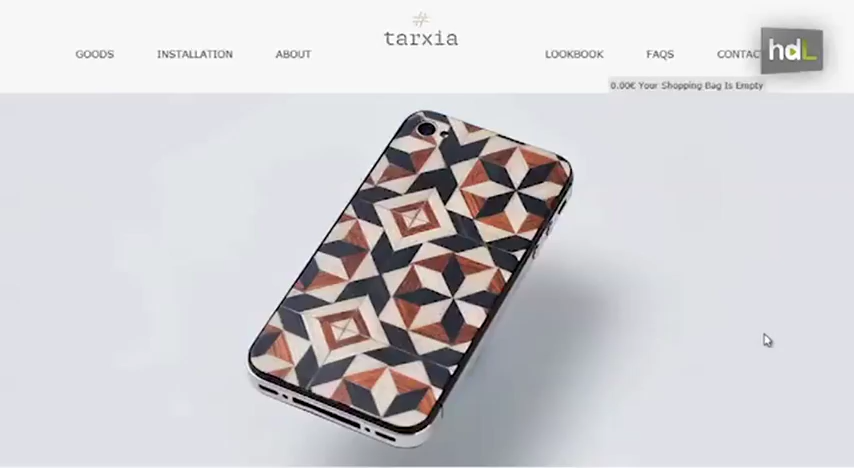 #
tarxia
GOODS INSTALLATION ABOUT LOOKBOOK FAQS CONTAC
hdL
0.00€ Your Shopping Bag Is Empty